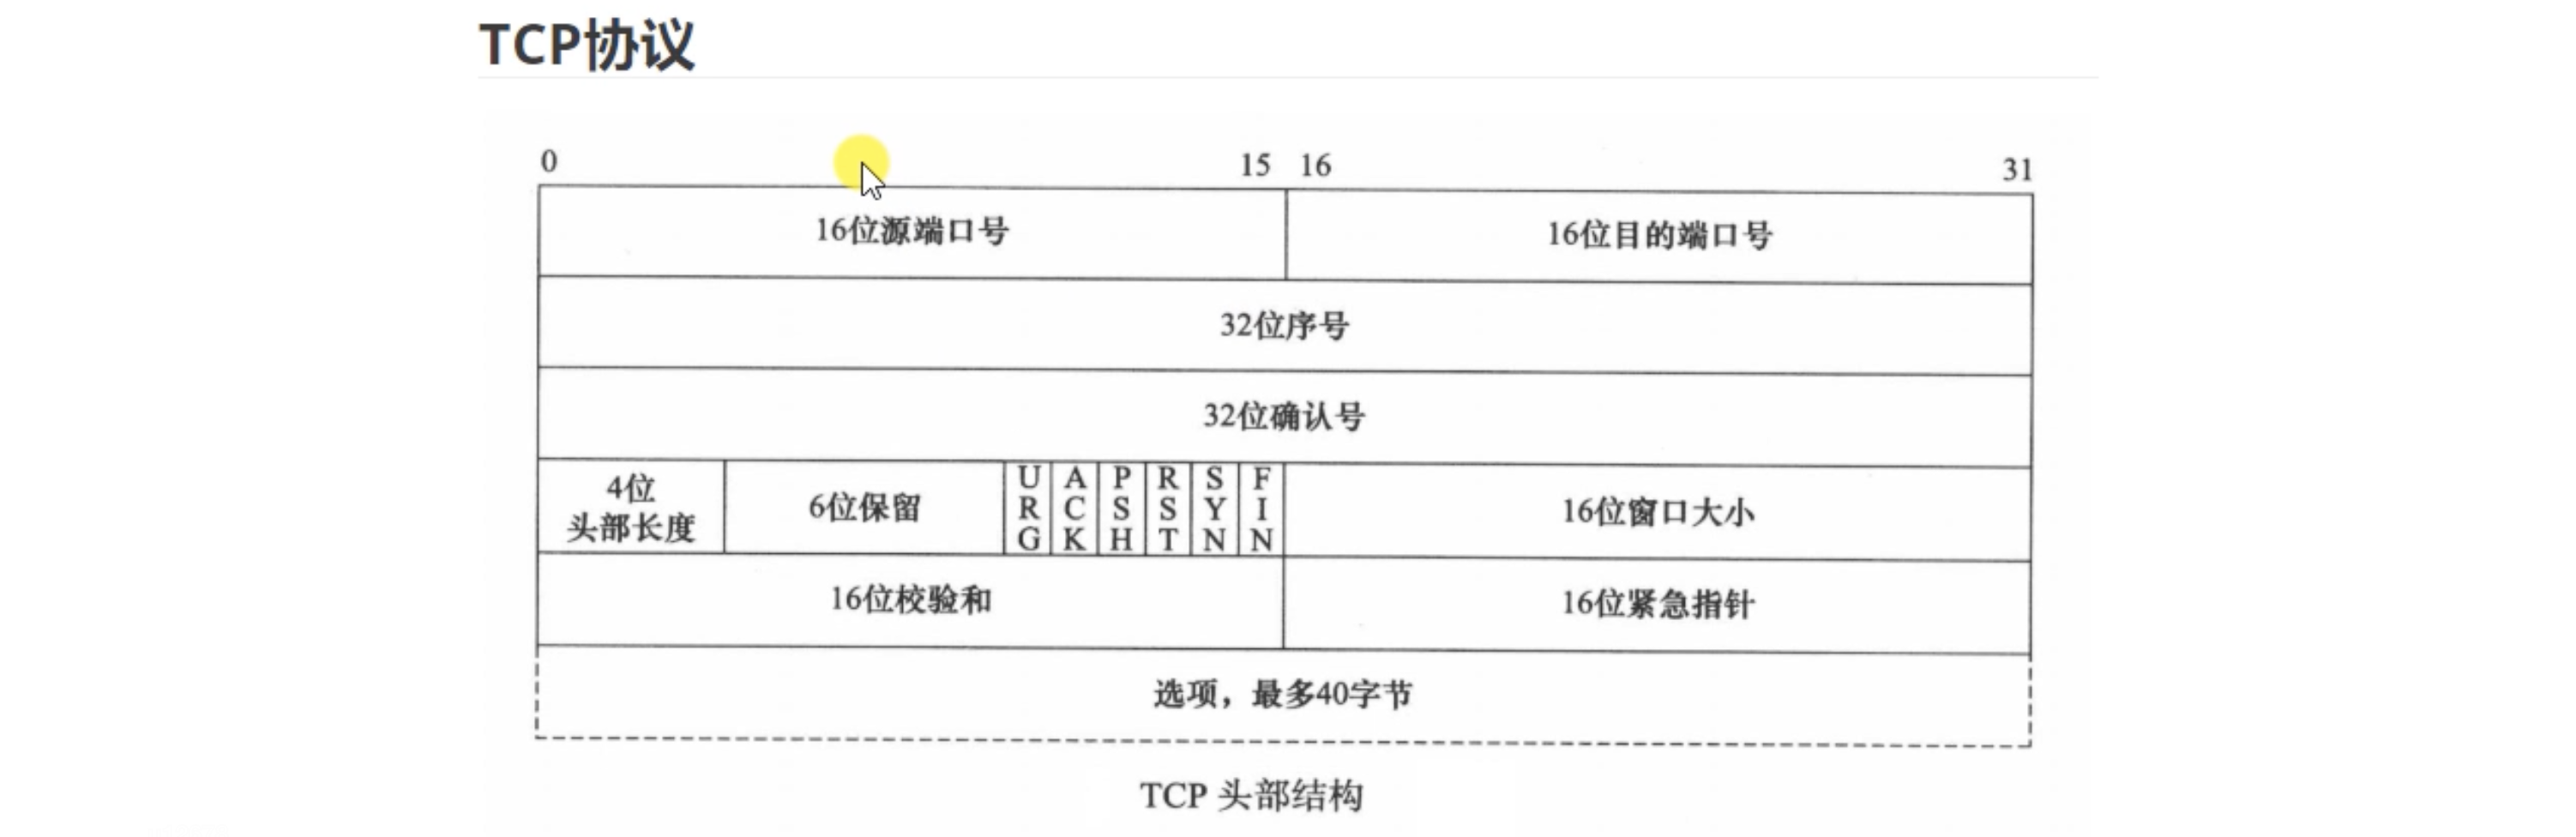 TCP协议
0 15 16 31
16位源端口号 16位目的端口号
32位序号
32位确认号
4位
头部长度
6位保留
URG
ACK
PSH
RST
SYN
FIN
16位窗口大小
16位校验和 16位紧急指针
选项，最多40字节
TCP 头部结构